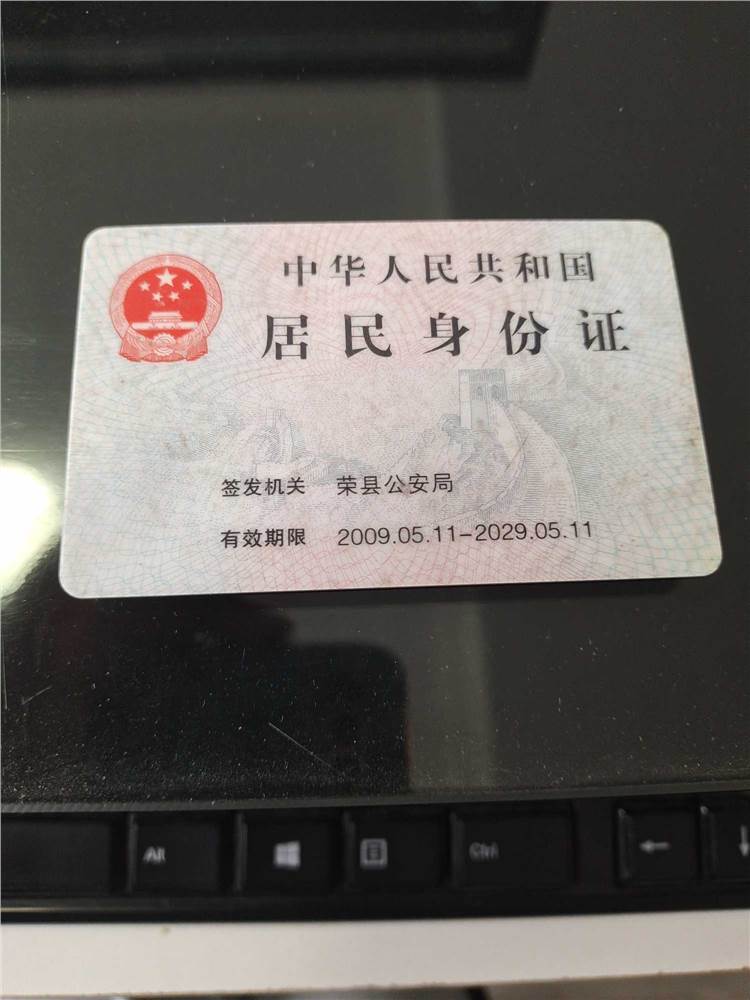 中华人民共和国
居民身份证
签发机关 荣县公安局
有效期限 2009.05.11-2029.05.11
Alt
Ctrl